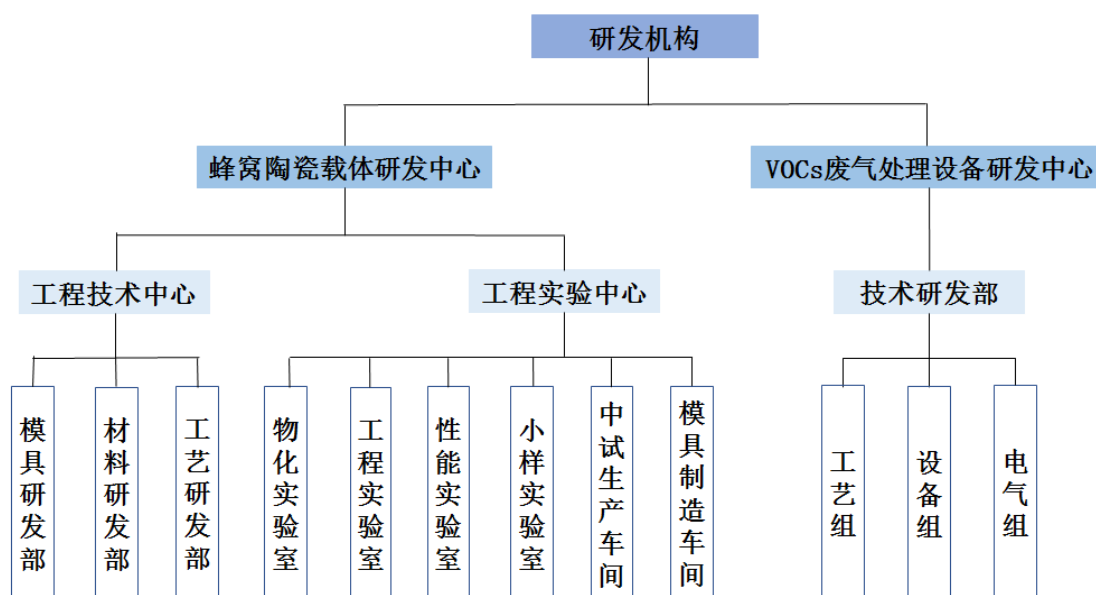 研发机构
蜂窝陶瓷载体研发中心
VOCs废气处理设备研发中心
工程技术中心
工程实验中心
技术研发部
模具研发部
材料研发部
工艺研发部
物化实验室
工程实验室
性能实验室
小样实验室
中试生产车间
模具制造车间
工艺组
设备组
电气组